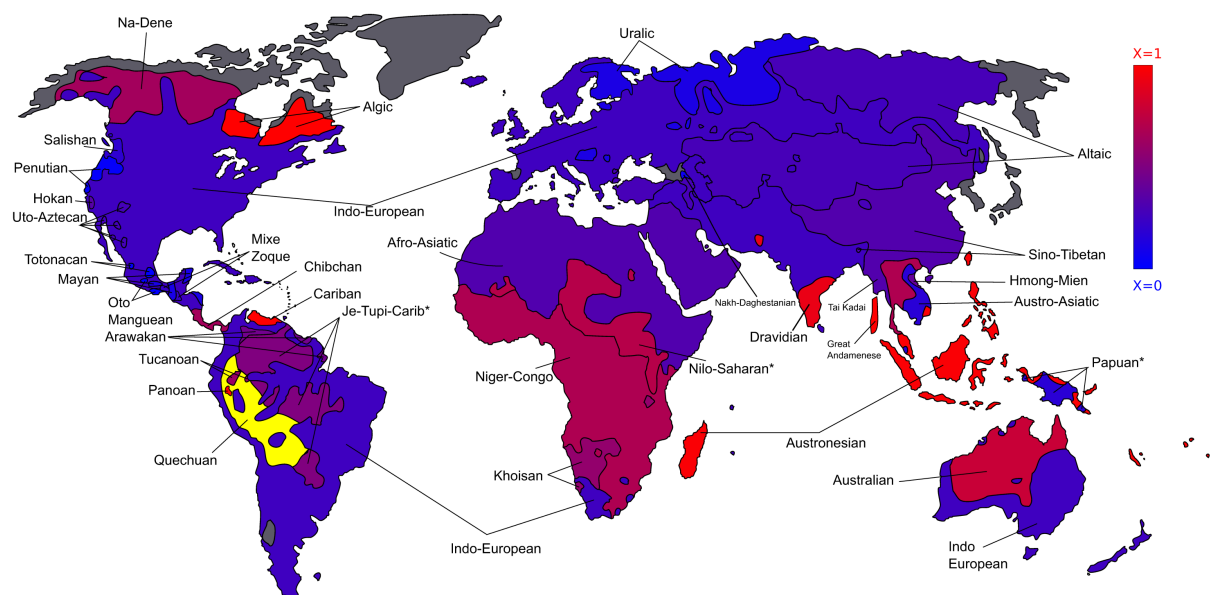 Na-Dene
Uralic
X=1
Algic
Salishan
Altaic
Penutian
Hokan
Indo-European
Uto-Aztecan
Mixe
Zoque
Afro-Asiatic
Sino-Tibetan
Totonacan
Chibchan
Mayan
Hmong-Mien
X=0
Cariban
Nakh-Daghestanian
Tai Kadai
Austro-Asiatic
Oto
Manguean
Je-Tupi-Carib*
Arawakan
Dravidian
Great
Andamenese
Tucanoan
Nilo-Saharan*
Papuan*
Niger-Congo
Panoan
Austronesian
Quechuan
Khoisan
Australian
Indo-European
Indo
European